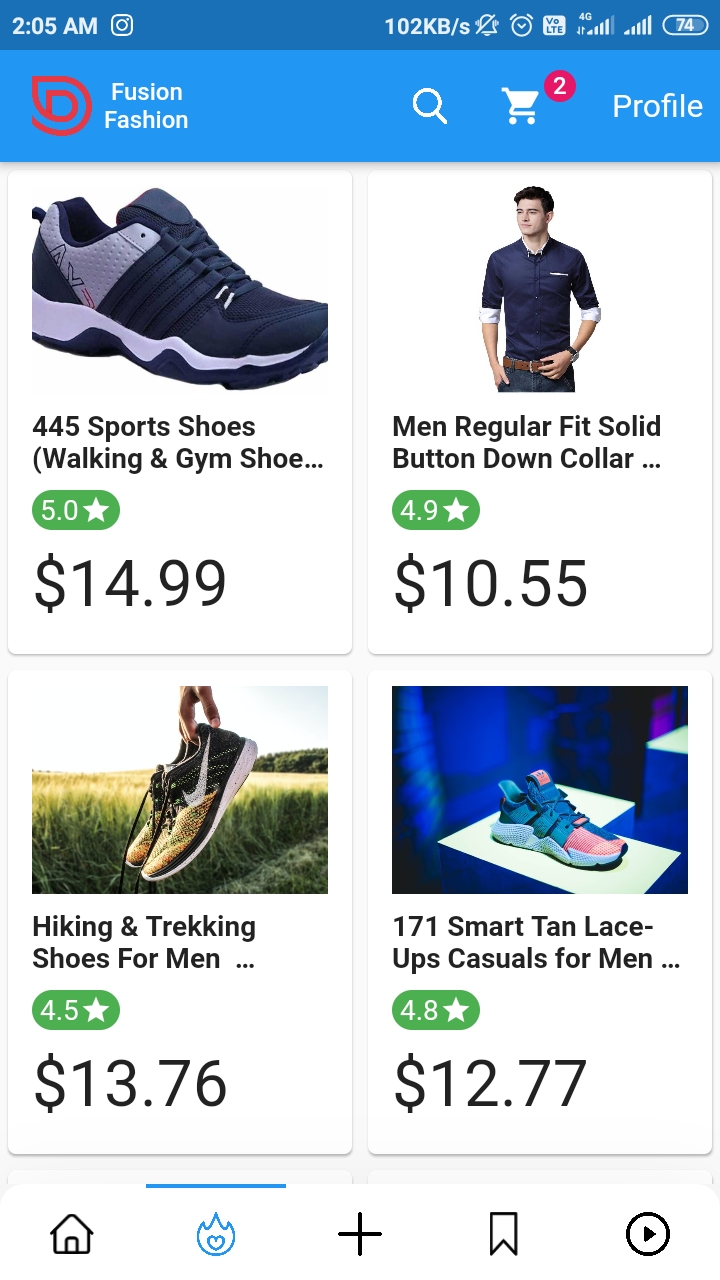 2:05 AM
102KB/s
Vo
LTE
4G
74
Fusion
Fashion
2
Profile
445 Sports Shoes
(Walking & Gym Shoe...
5.0
$14.99
Men Regular Fit Solid
Button Down Collar ...
4.9
$10.55
Hiking & Trekking
Shoes For Men ...
4.5
$13.76
171 Smart Tan Lace-
Ups Casuals for Men ...
4.8
$12.77